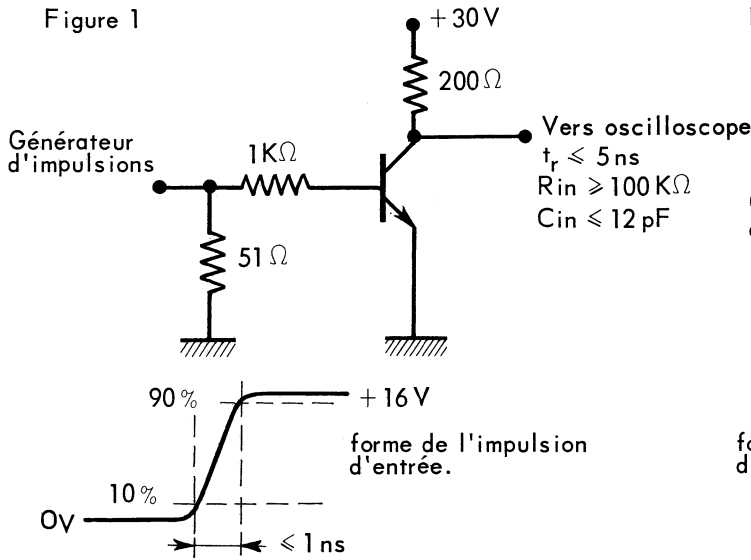 Figure 1
+30V
200Ω
Générateur
d'impulsions
1KΩ
51Ω
Vers oscilloscope
tr ⩽ 5ns
Rin ⩾ 100KΩ
Cin ⩽ 12pF
90%
+16V
forme de l'impulsion
d'entrée.
10%
0V
⩽ 1ns